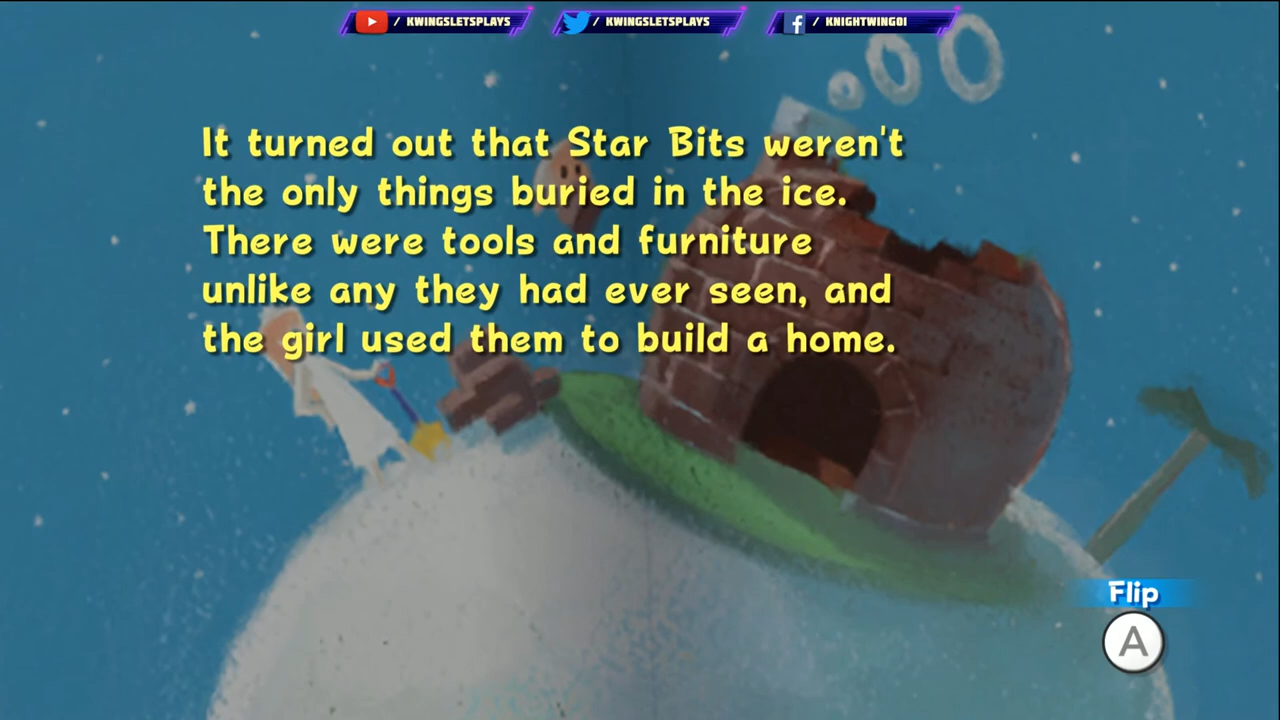 / KWINGSLETSPLAYS / KWINGSLETSPLAYS / KNIGHTWING01
It turned out that Star Bits weren't
the only things buried in the ice.
There were tools and furniture
unlike any they had ever seen, and
the girl used them to build a home.
Flip
A